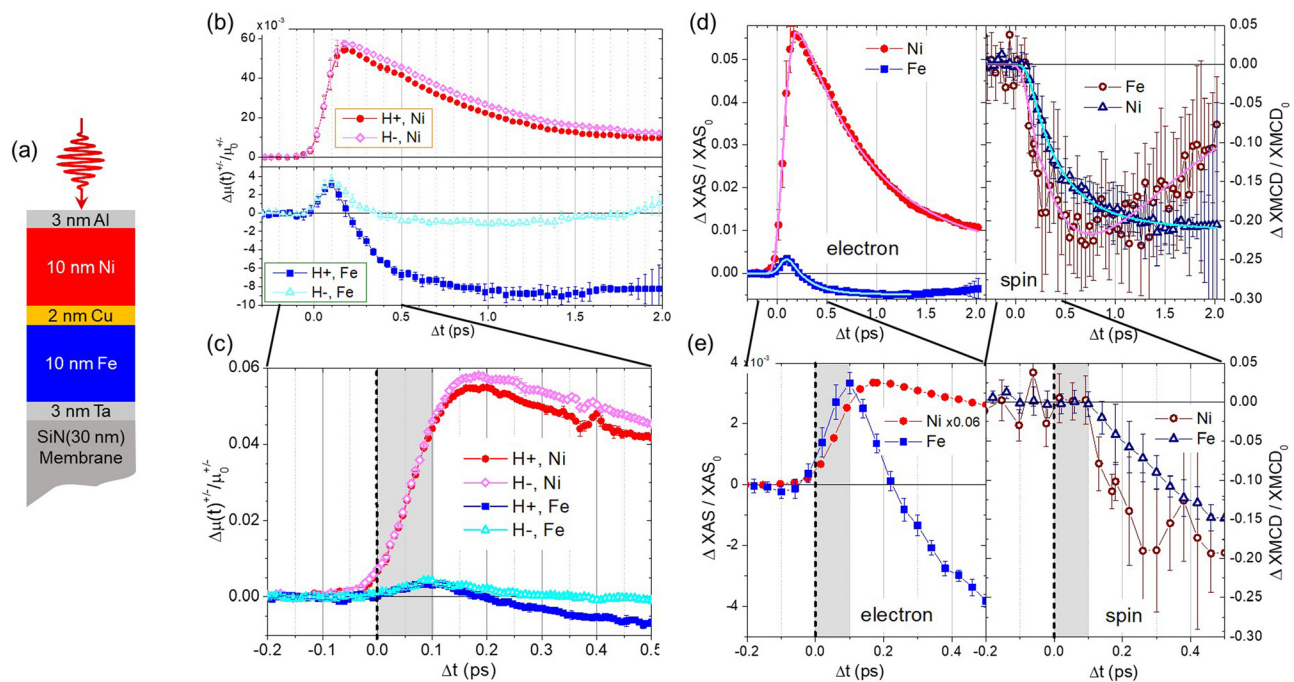 (a)
3 nm Al
10 nm Ni
2 nm Cu
10 nm Fe
3 nm Ta
SiN(30 nm)
Membrane
(b)
x10⁻³
60
40
20
0
H+, Ni
H-, Ni
Δμ(t)⁺/⁻/μ₀⁺/⁻
4
2
0
-2
-4
-6
-8
-10
H+, Fe
H-, Fe
0.0 0.5 1.0 1.5 2.0
Δt (ps)
(c)
0.06
0.04
0.02
0.00
Δμ(t)⁺/⁻/μ₀⁺/⁻
H+, Ni
H-, Ni
H+, Fe
H-, Fe
-0.2 -0.1 0.0 0.1 0.2 0.3 0.4 0.5
Δt (ps)
(d)
0.05
0.04
0.03
0.02
0.01
0.00
Δ XAS / XAS₀
Ni
Fe
electron
0.0 0.5 1.0 1.5 2.0
Δt (ps)
Fe
Ni
spin
0.0 0.5 1.0 1.5 2.0
0.05
0.00
-0.05
-0.10
-0.15
-0.20
-0.25
-0.30
Δ XMCD / XMCD₀
(e)
x10⁻³
4
2
0
-2
-4
Δ XAS / XAS₀
Ni x0.06
Fe
electron
-0.2 0.0 0.2 0.4
Δt (ps)
Ni
Fe
spin
-0.2 0.0 0.2 0.4
Δt (ps)
0.05
0.00
-0.05
-0.10
-0.15
-0.20
-0.25
-0.30
Δ XMCD / XMCD₀